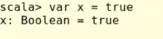 scala> var x = true
x: Boolean = true